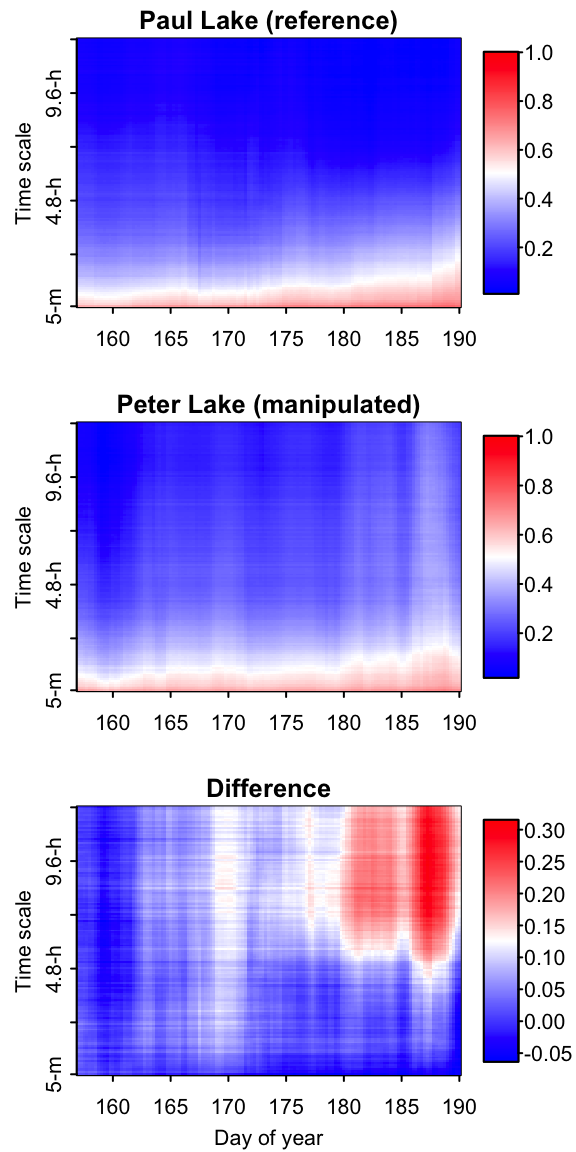 Paul Lake (reference)
Time scale
9.6-h
4.8-h
5-m
160 165 170 175 180 185 190
1.0
0.8
0.6
0.4
0.2
Peter Lake (manipulated)
Time scale
9.6-h
4.8-h
5-m
160 165 170 175 180 185 190
1.0
0.8
0.6
0.4
0.2
Difference
Time scale
9.6-h
4.8-h
5-m
160 165 170 175 180 185 190
Day of year
0.30
0.25
0.20
0.15
0.10
0.05
0.00
-0.05